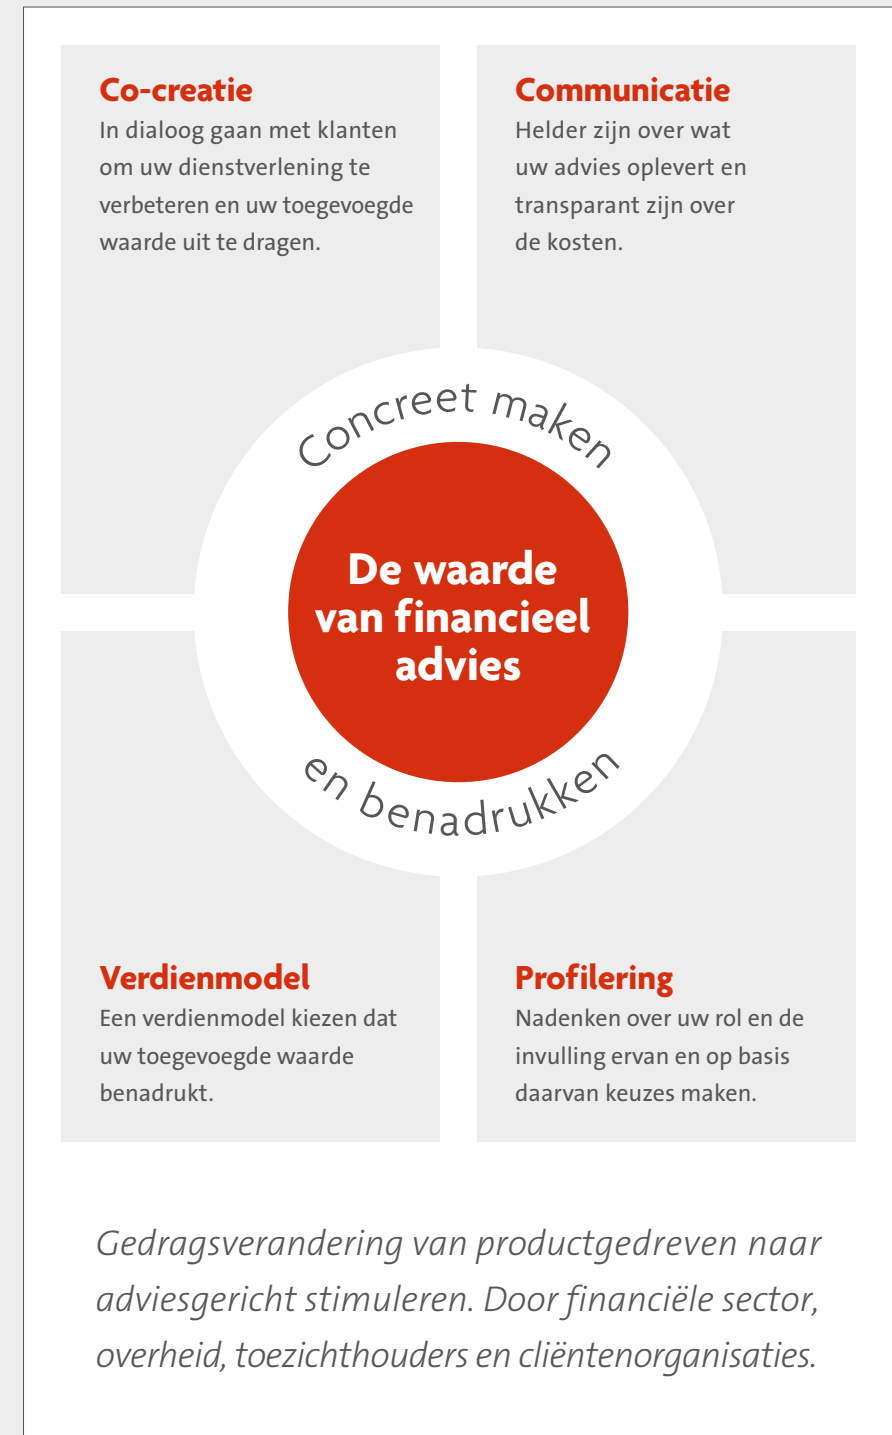 Co-creatie
In dialoog gaan met klanten
om uw dienstverlening te
verbeteren en uw toegevoegde
waarde uit te dragen.
Communicatie
Helder zijn over wat
uw advies oplevert en
transparant zijn over
de kosten.
Concreet maken
De waarde
van financieel
advies
en benadrukken
Verdienmodel
Een verdienmodel kiezen dat
uw toegevoegde waarde
benadrukt.
Profilering
Nadenken over uw rol en de
invulling ervan en op basis
daarvan keuzes maken.
Gedragsverandering van productgedreven naar
adviesgericht stimuleren. Door financiële sector,
overheid, toezichthouders en cliëntenorganisaties.